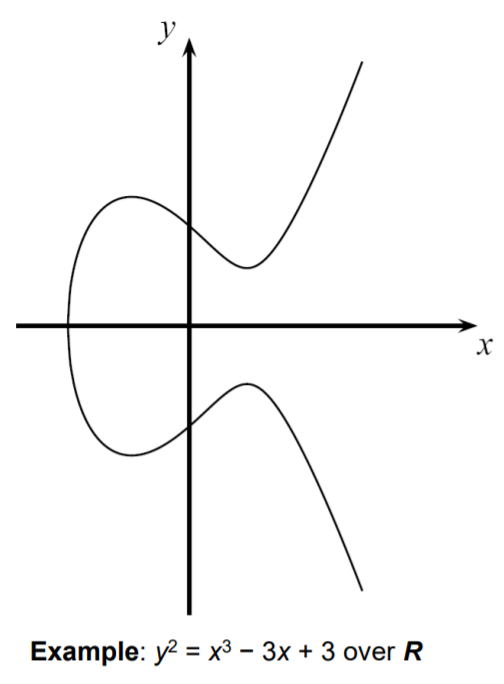 y
x
Example: y² = x³ − 3x + 3 over R